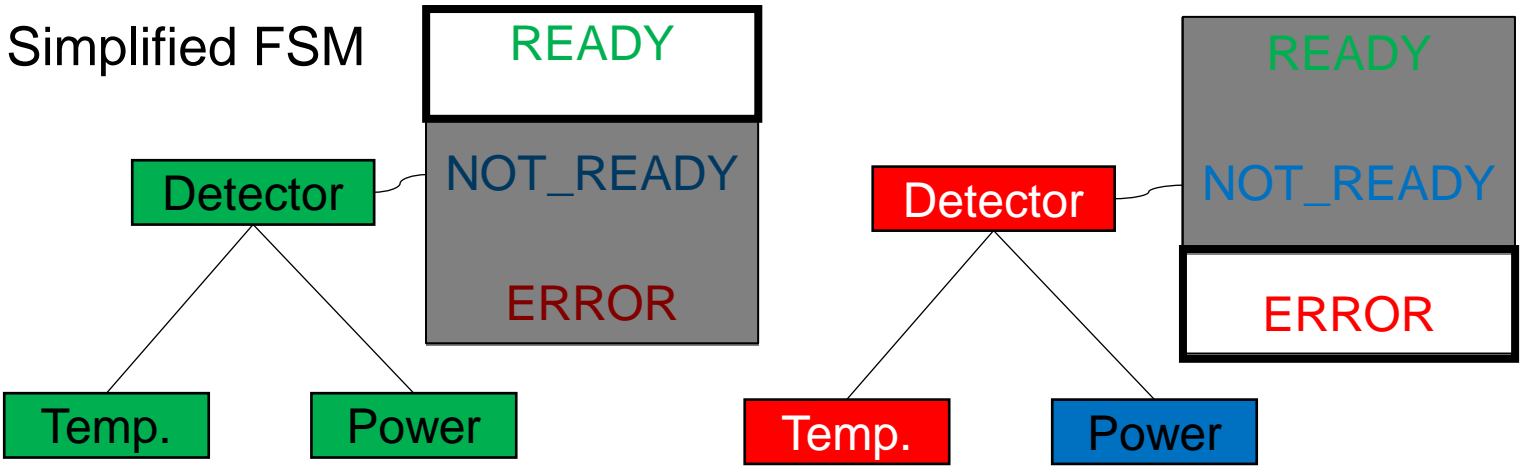 Simplified FSM
READY
NOT_READY
ERROR
Detector
Temp.
Power
READY
NOT_READY
ERROR
Detector
Temp.
Power